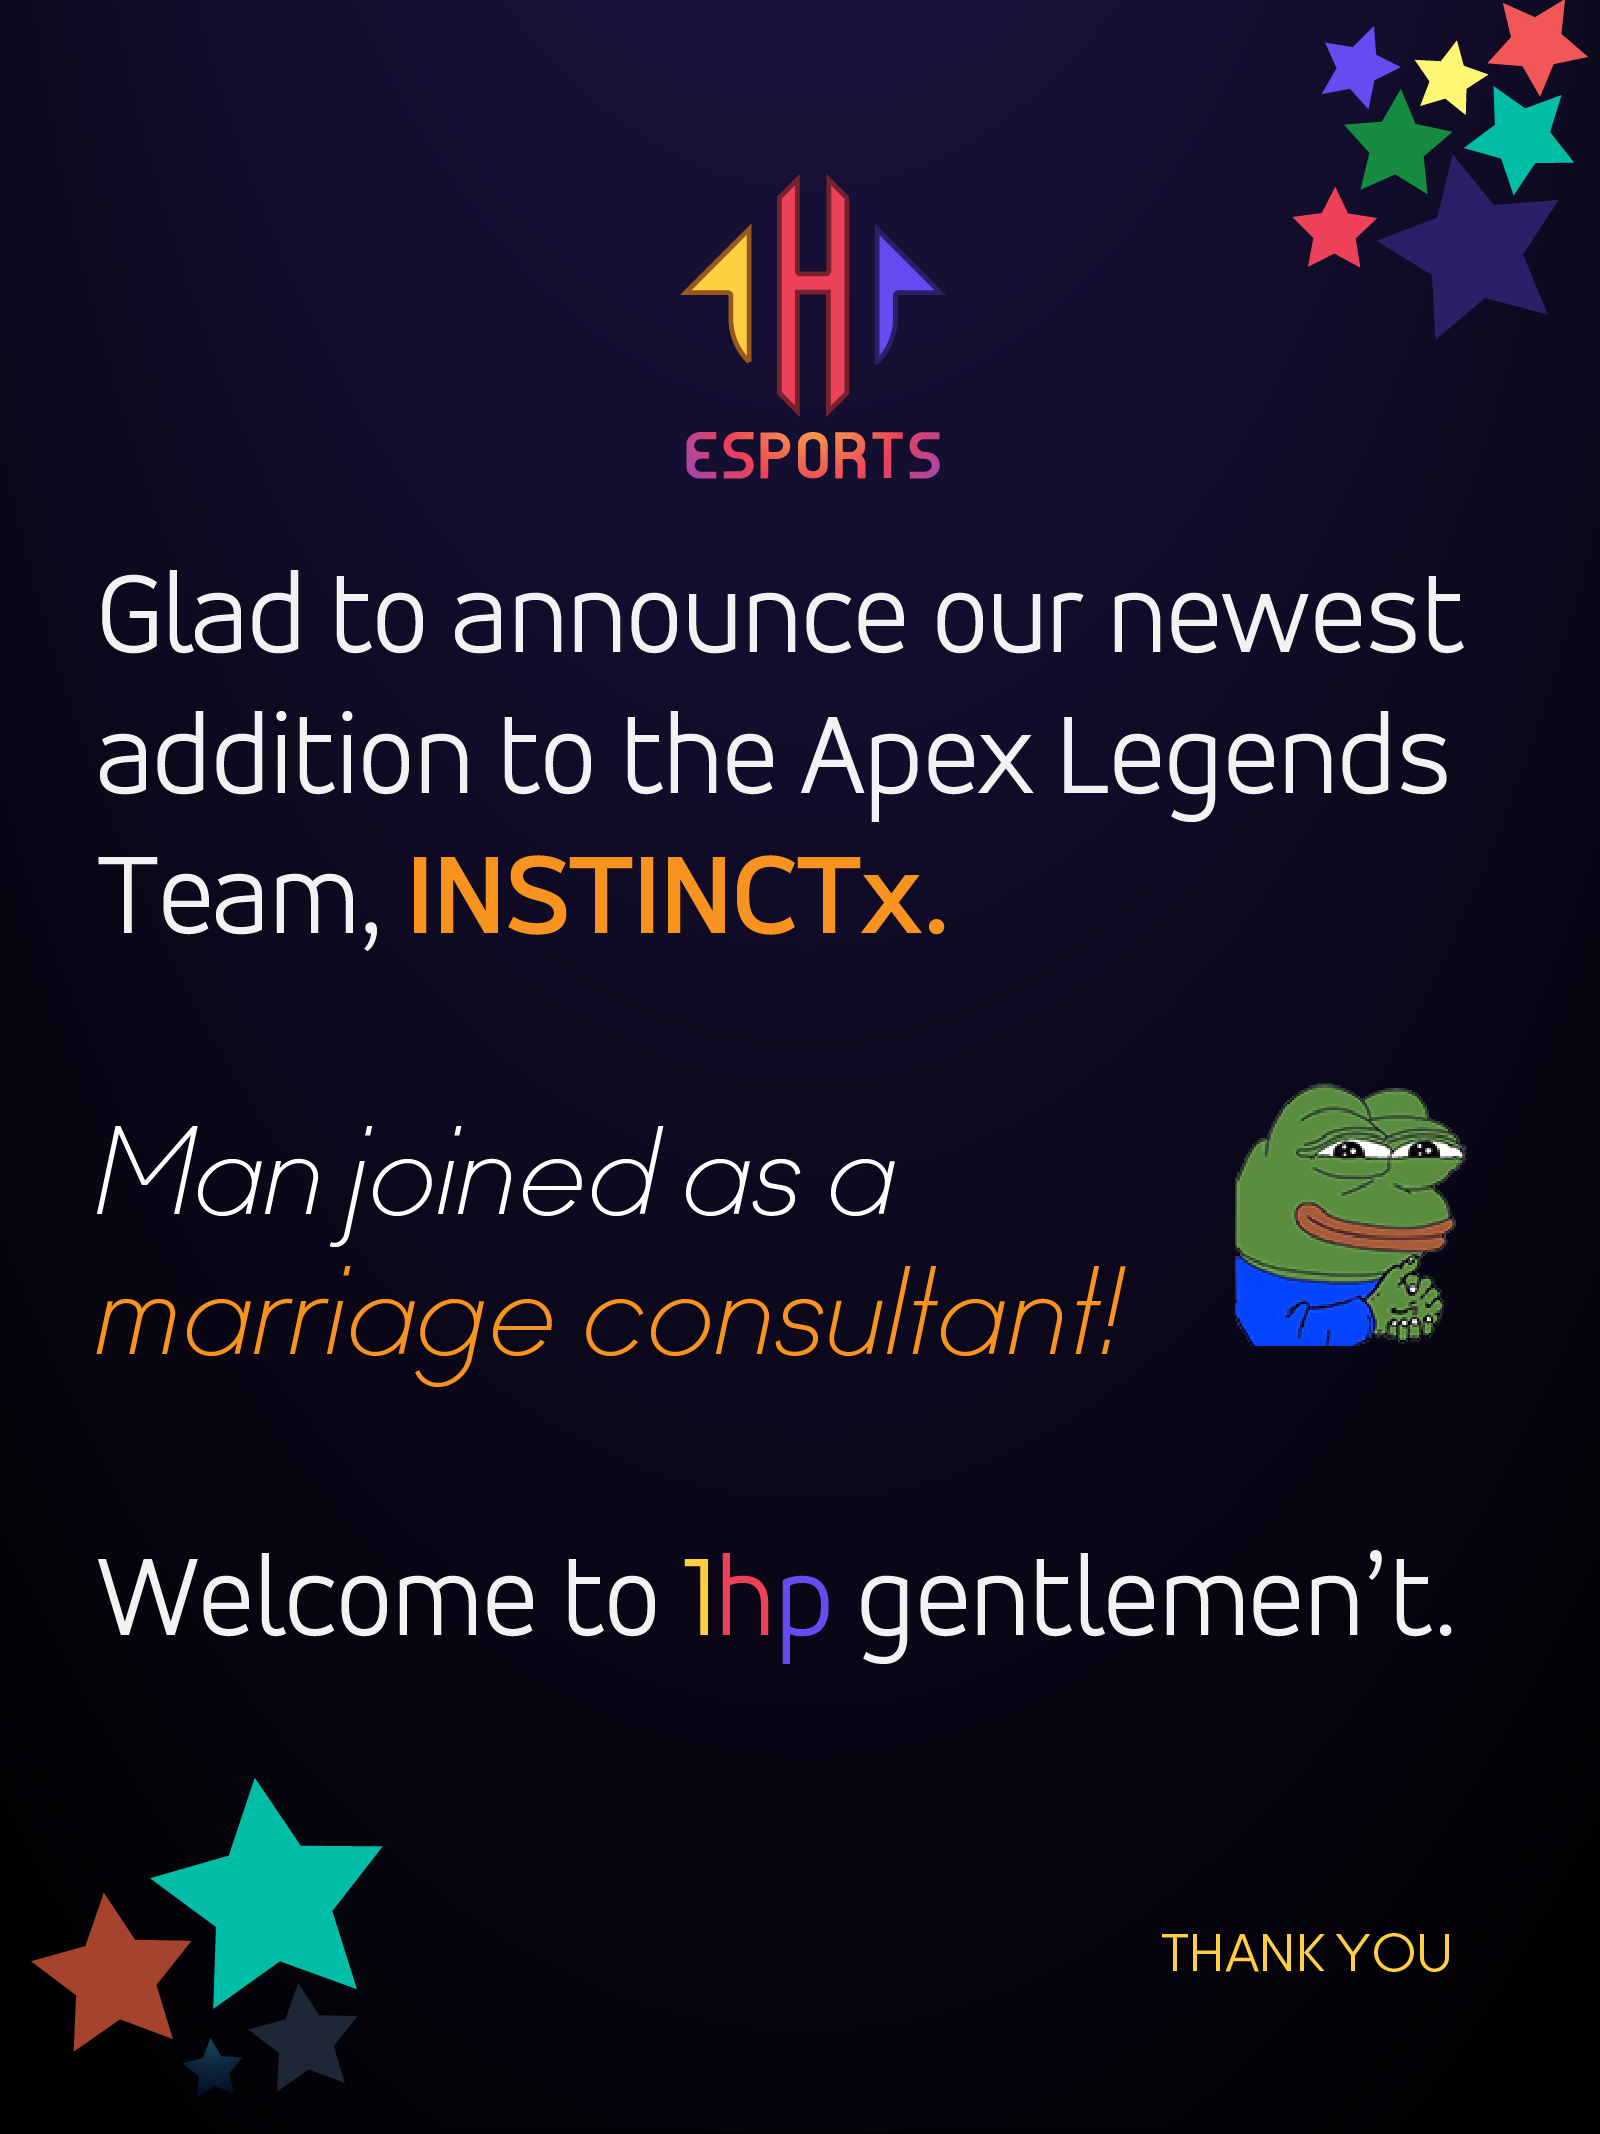 1HP
ESPORTS
Glad to announce our newest
addition to the Apex Legends
Team, INSTINCTx.
Man joined as a
marriage consultant!
Welcome to 1hp gentlemen’t.
THANK YOU